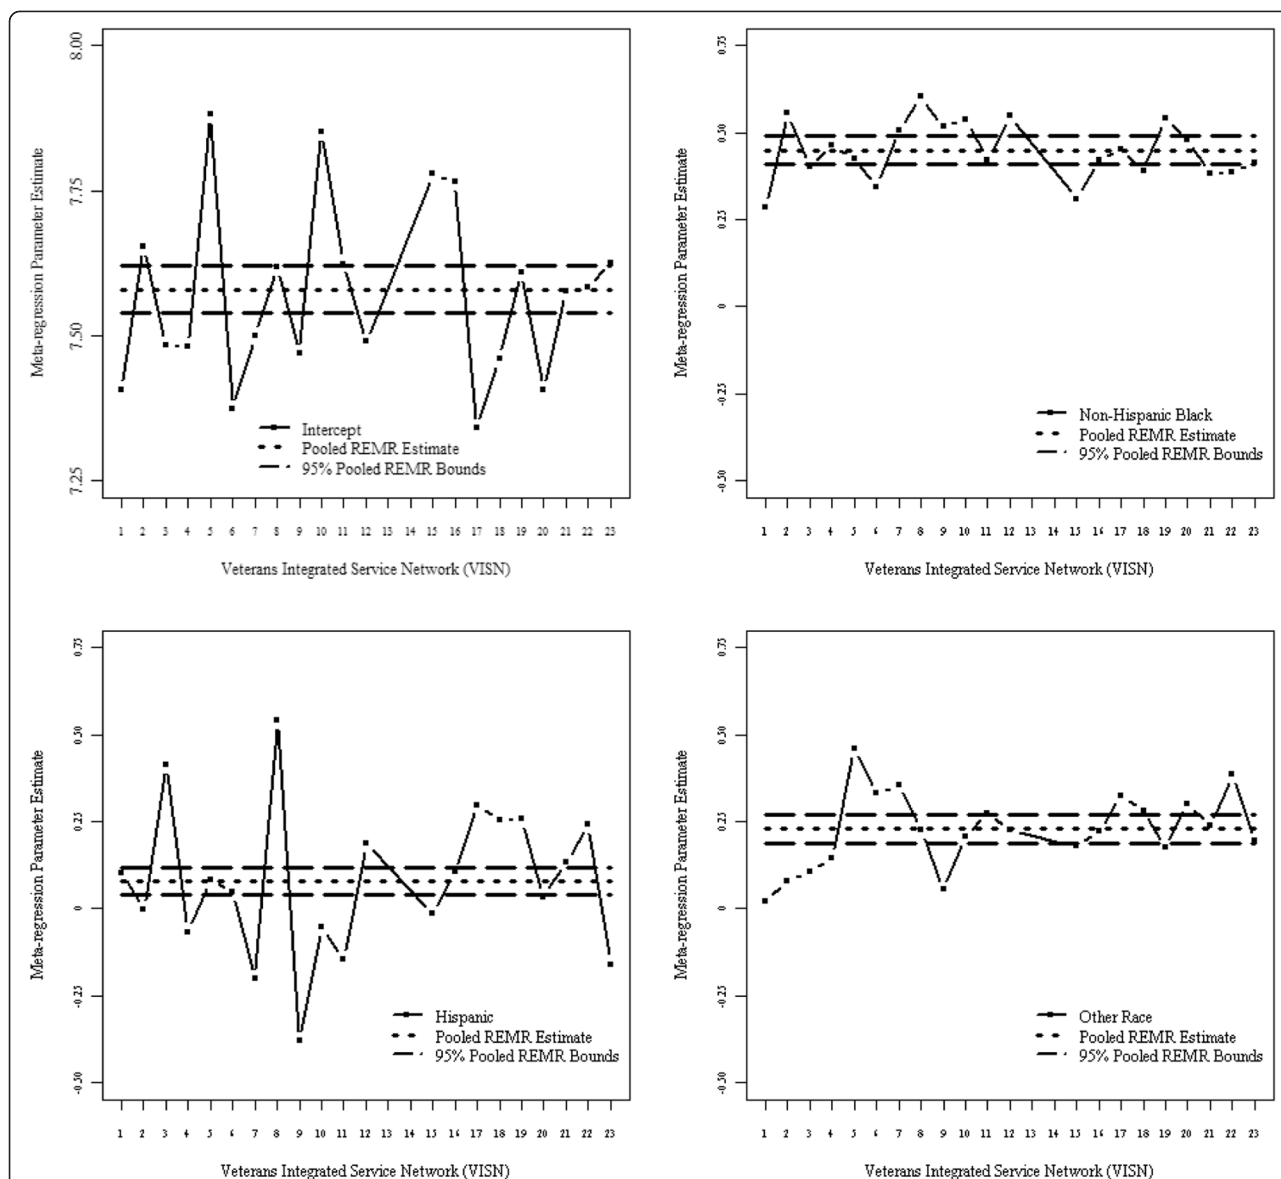 8.00
7.75
7.50
7.25
Meta-regression Parameter Estimate
Intercept
Pooled REMR Estimate
95% Pooled REMR Bounds
1 2 3 4 5 6 7 8 9 10 11 12 13 14 15 16 17 18 19 20 21 22 23
Veterans Integrated Service Network (VISN)
0.75
0.50
0.25
0
-0.25
-0.50
Meta-regression Parameter Estimate
Non-Hispanic Black
Pooled REMR Estimate
95% Pooled REMR Bounds
1 2 3 4 5 6 7 8 9 10 11 12 13 14 15 16 17 18 19 20 21 22 23
Veterans Integrated Service Network (VISN)
0.75
0.50
0.25
0
-0.25
-0.50
Meta-regression Parameter Estimate
Hispanic
Pooled REMR Estimate
95% Pooled REMR Bounds
1 2 3 4 5 6 7 8 9 10 11 12 13 14 15 16 17 18 19 20 21 22 23
Veterans Integrated Service Network (VISN)
0.75
0.50
0.25
0
-0.25
-0.50
Meta-regression Parameter Estimate
Other Race
Pooled REMR Estimate
95% Pooled REMR Bounds
1 2 3 4 5 6 7 8 9 10 11 12 13 14 15 16 17 18 19 20 21 22 23
Veterans Integrated Service Network (VISN)